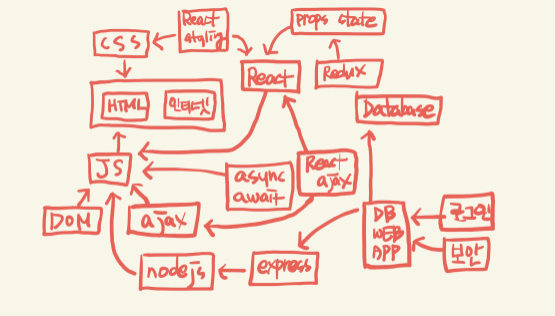 React
styling
props state
CSS
React
Redux
HTML
인터넷
Database
JS
async
await
React
ajax
DOM
ajax
DB
WEB
APP
로그인
보안
nodejs
express